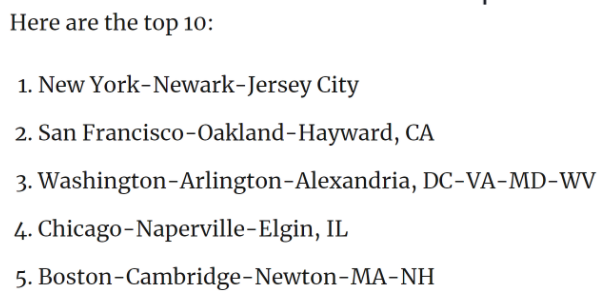 Here are the top 10:
1. New York-Newark-Jersey City
2. San Francisco-Oakland-Hayward, CA
3. Washington-Arlington-Alexandria, DC-VA-MD-WV
4. Chicago-Naperville-Elgin, IL
5. Boston-Cambridge-Newton-MA-NH